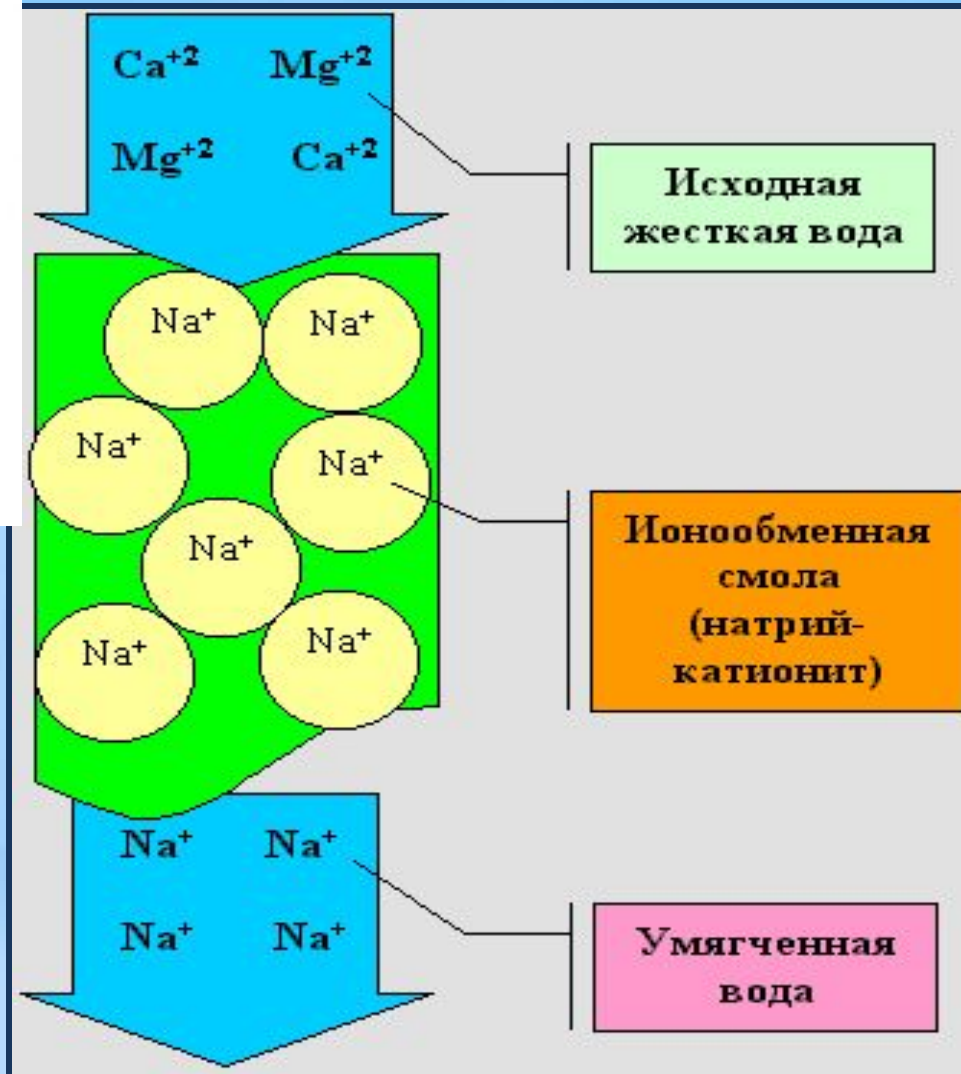 Ca⁺² Mg⁺²
Mg⁺² Ca⁺²
Исходная
жесткая вода
Na⁺ Na⁺
Na⁺ Na⁺
Na⁺
Na⁺ Na⁺
Ионообменная
смола
(натрий-
катионит)
Na⁺ Na⁺
Na⁺ Na⁺
Умягченная
вода